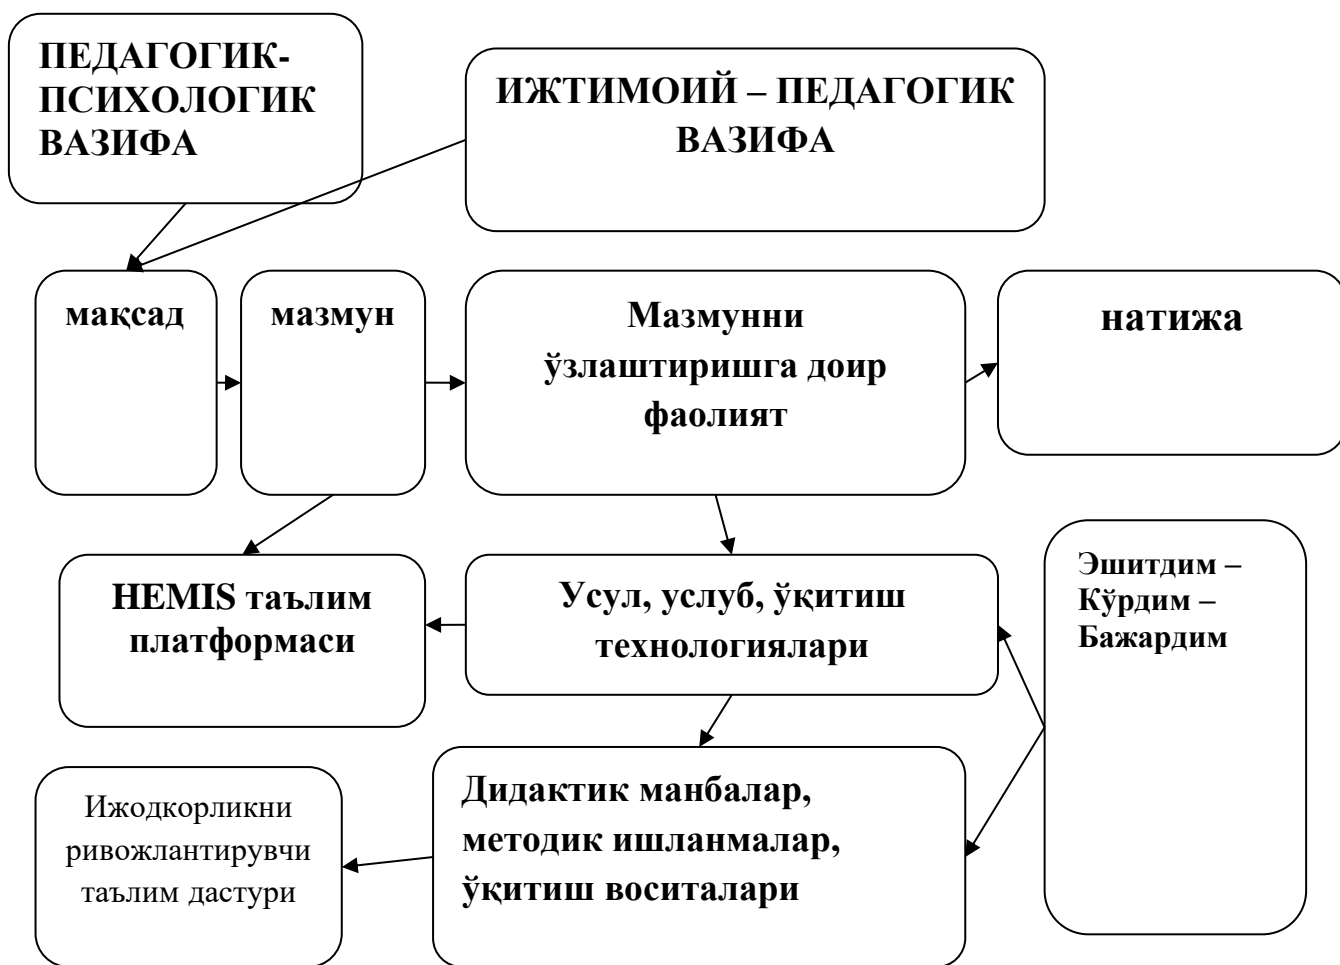 ПЕДАГОГИК-
ПСИХОЛОГИК
ВАЗИФА
ИЖТИМОИЙ – ПЕДАГОГИК
ВАЗИФА
мақсад
мазмун
Мазмунни
ўзлаштиришга доир
фаолият
натижа
HEMIS таълим
платформаси
Усул, услуб, ўқитиш
технологиялари
Эшитдим –
Кўрдим –
Бажардим
Ижодкорликни
ривожлантирувчи
таълим дастури
Дидактик манбалар,
методик ишланмалар,
ўқитиш воситалари